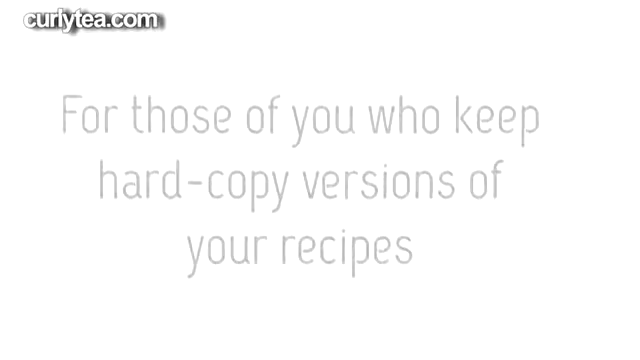 curlytea.com
For those of you who keep
hard-copy versions of
your recipes